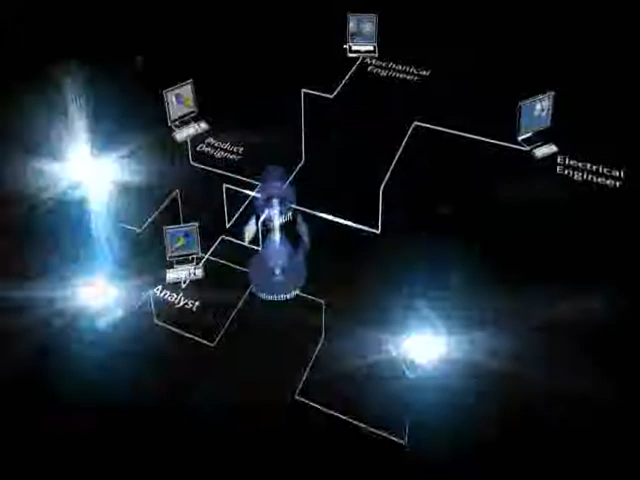 Mechanical
Engineer
Product
Designer
Electrical
Engineer
Analyst